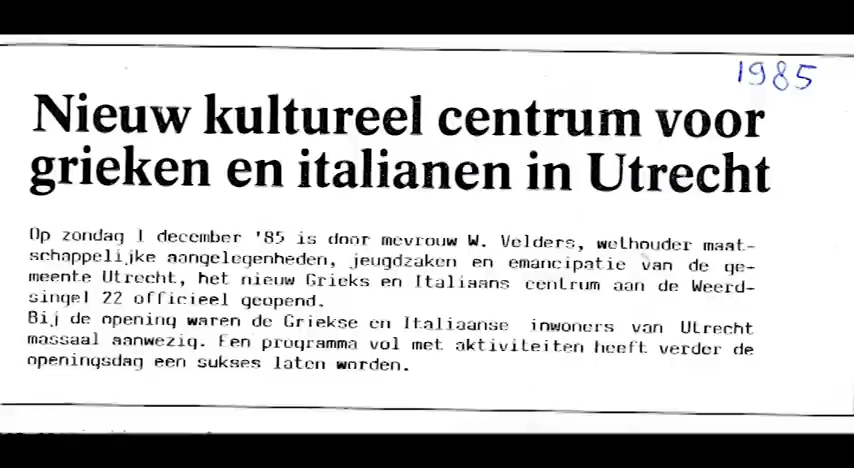 1985
Nieuw kultureel centrum voor
grieken en italianen in Utrecht
Op zondag 1 december '85 is door mevrouw W. Velders, wethouder maat-
schappelijke aangelegenheden, jeugdzaken en emancipatie van de ge-
meente Utrecht, het nieuw Grieks en Italiaans centrum aan de Weerd-
singel 22 officieel geopend.
Bij de opening waren de Griekse en Italiaanse inwoners van Utrecht
massaal aanwezig. Een programma vol met aktiviteiten heeft verder de
openingsdag een sukses laten worden.